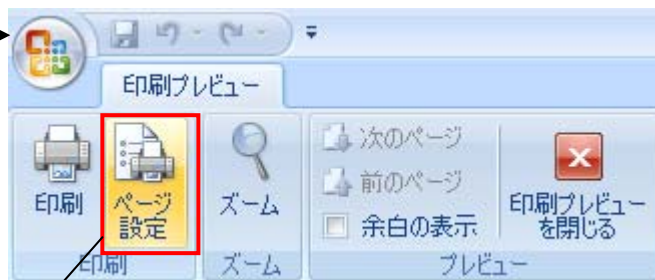 印刷プレビュー
印刷
ページ
設定
ズーム
次のページ
前のページ
余白の表示
印刷プレビュー
を閉じる
印刷
ズーム
プレビュー